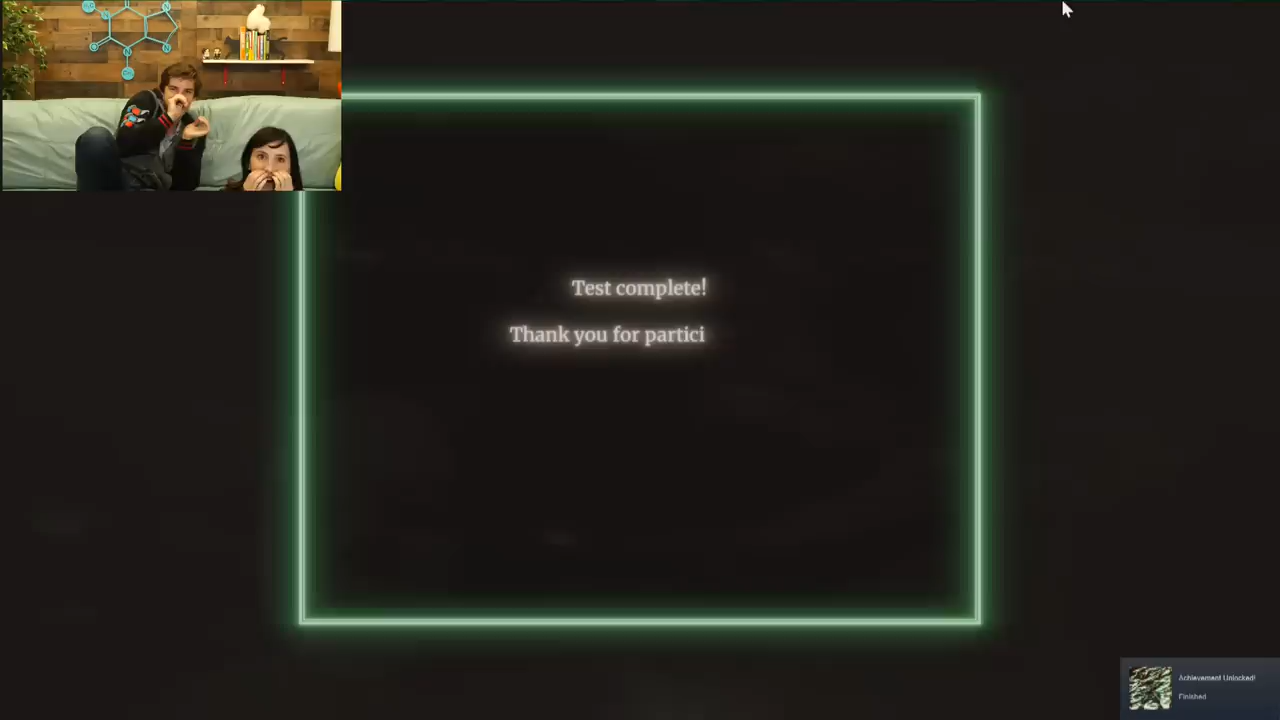 Test complete!
Thank you for partici
Achievement Unlocked!
Finished